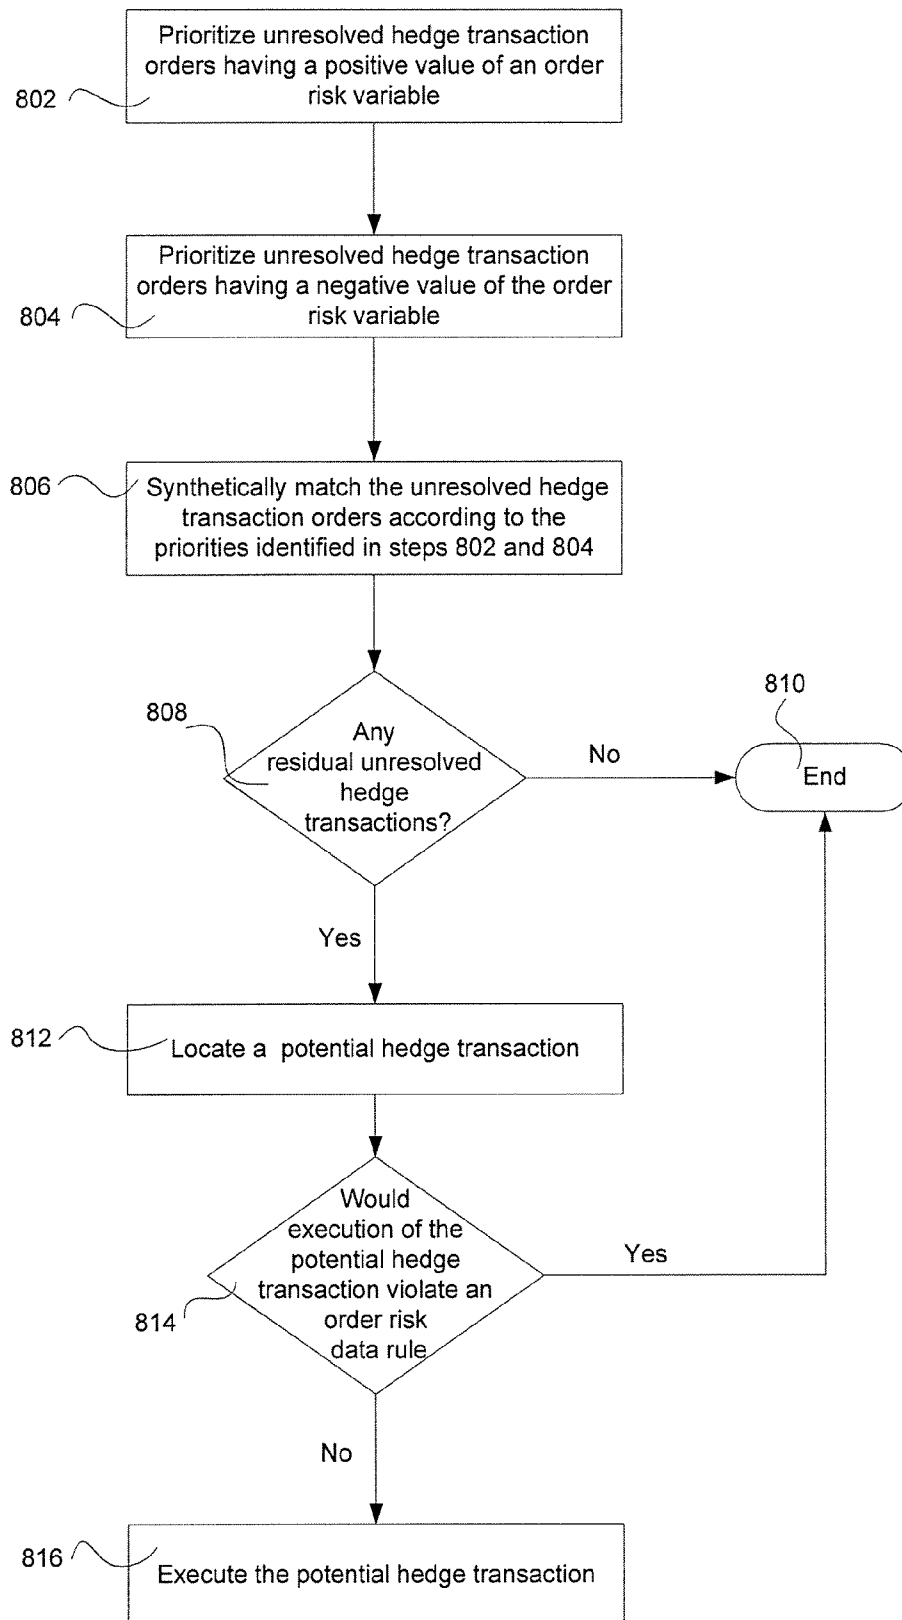 Prioritize unresolved hedge transaction
orders having a positive value of an order
risk variable
802
Prioritize unresolved hedge transaction
orders having a negative value of the order
risk variable
804
806
Synthetically match the unresolved hedge
transaction orders according to the
priorities identified in steps 802 and 804
808
Any
residual unresolved
hedge
transactions?
No
810
End
Yes
812
Locate a potential hedge transaction
Would
execution of the
potential hedge
transaction violate an
order risk
data rule
814
Yes
No
816
Execute the potential hedge transaction